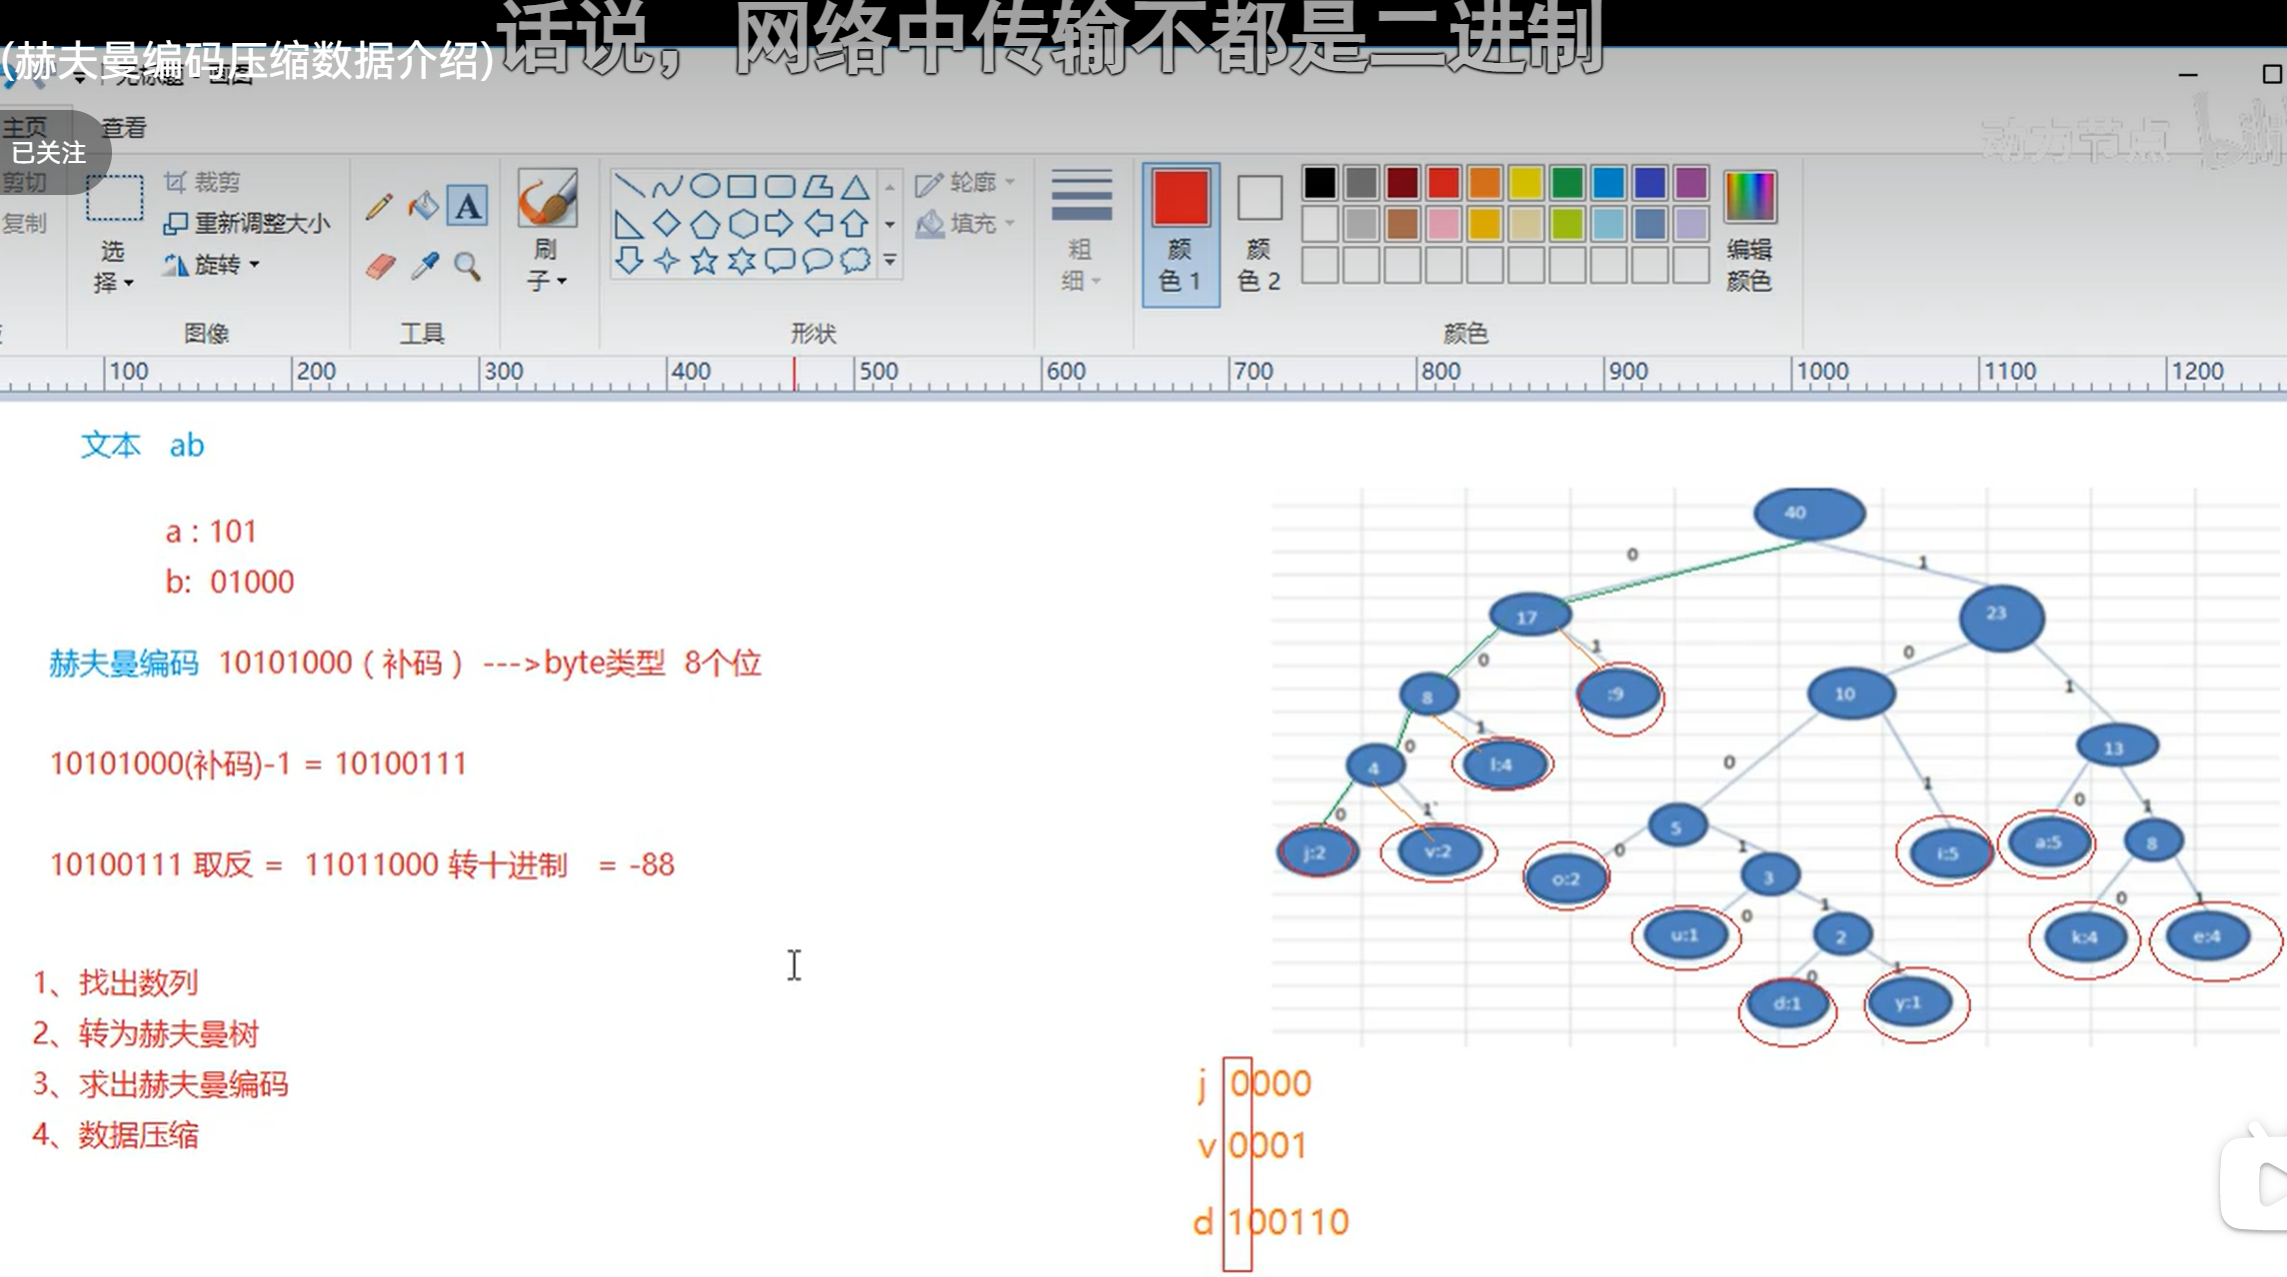 话说，网络中传输不都是二进制
(赫夫曼编码压缩数据介绍)
无标题 - 画图
主页 查看
已关注
动力节点
剪切
复制
选择
裁剪
重新调整大小
旋转
图像
A
工具
刷子
形状
轮廓
填充
粗细
颜色 1
颜色 2
编辑颜色
颜色
100 200 300 400 500 600 700 800 900 1000 1100 1200
文本 ab
a : 101
b: 01000
赫夫曼编码 10101000 ( 补码 ) --->byte类型 8个位
10101000(补码)-1 = 10100111
10100111 取反 = 11011000 转十进制 = -88
1、找出数列
2、转为赫夫曼树
3、求出赫夫曼编码
4、数据压缩
40
0 1
17 23
0 1 0 1
8 :9 10 13
0 1 0 1 0 1
4 l:4 5 i:5 a:5 8
0 1` 0 1 0 1
j:2 v:2 o:2 3 k:4 e:4
0 1
u:1 2
0 1
d:1 y:1
j 0000
v 0001
d 100110